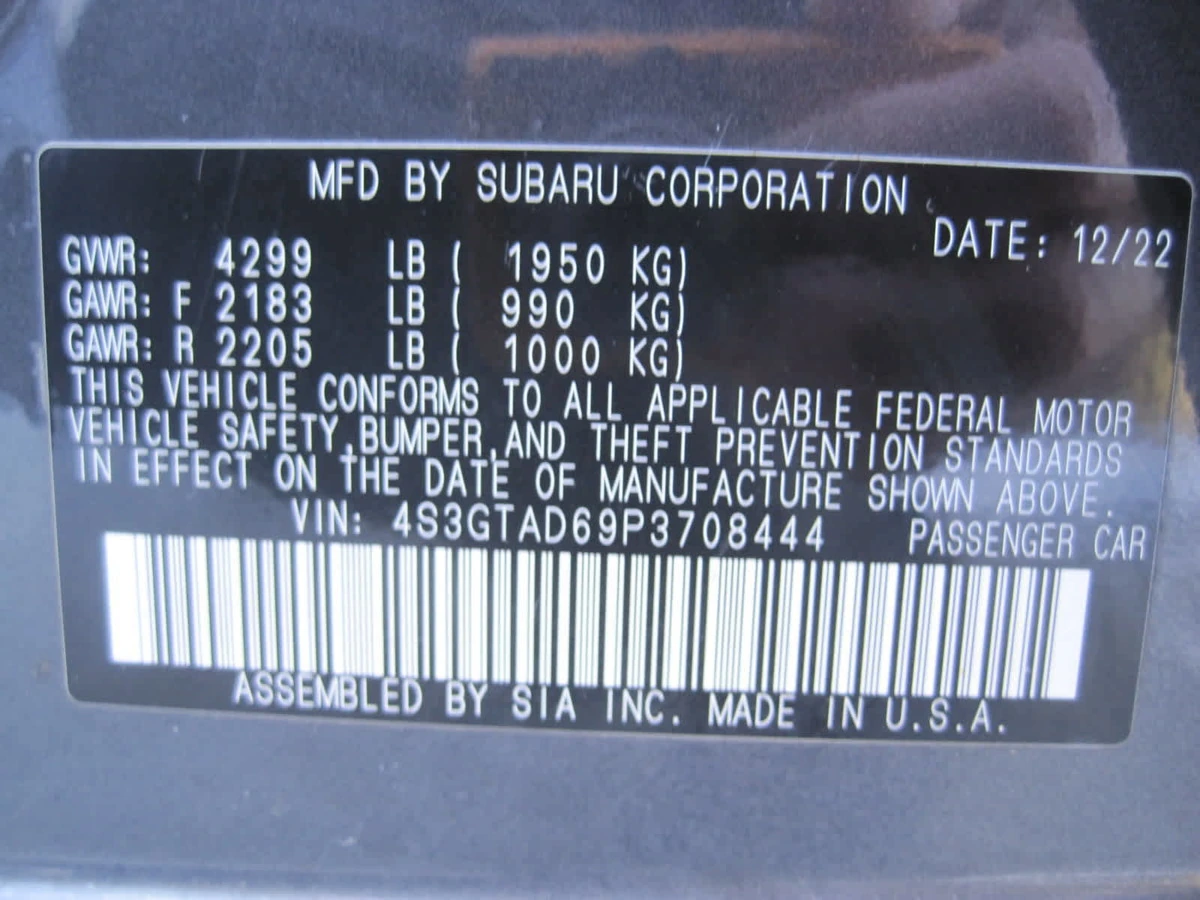 MFD BY SUBARU CORPORATION
DATE: 12/22
GVWR: 4299 LB ( 1950 KG)
GAWR: F 2183 LB ( 990 KG)
GAWR: R 2205 LB ( 1000 KG)
THIS VEHICLE CONFORMS TO ALL APPLICABLE FEDERAL MOTOR
VEHICLE SAFETY,BUMPER,AND THEFT PREVENTION STANDARDS
IN EFFECT ON THE DATE OF MANUFACTURE SHOWN ABOVE.
VIN: 4S3GTAD69P3708444 PASSENGER CAR
ASSEMBLED BY SIA INC. MADE IN U.S.A.